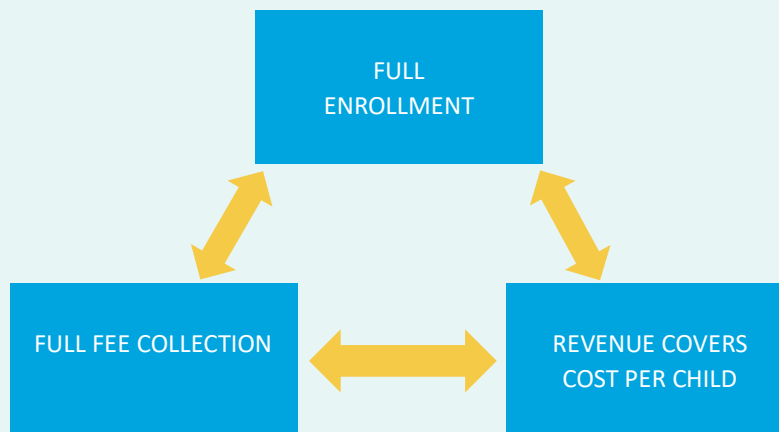 FULL
ENROLLMENT
FULL FEE COLLECTION
REVENUE COVERS
COST PER CHILD